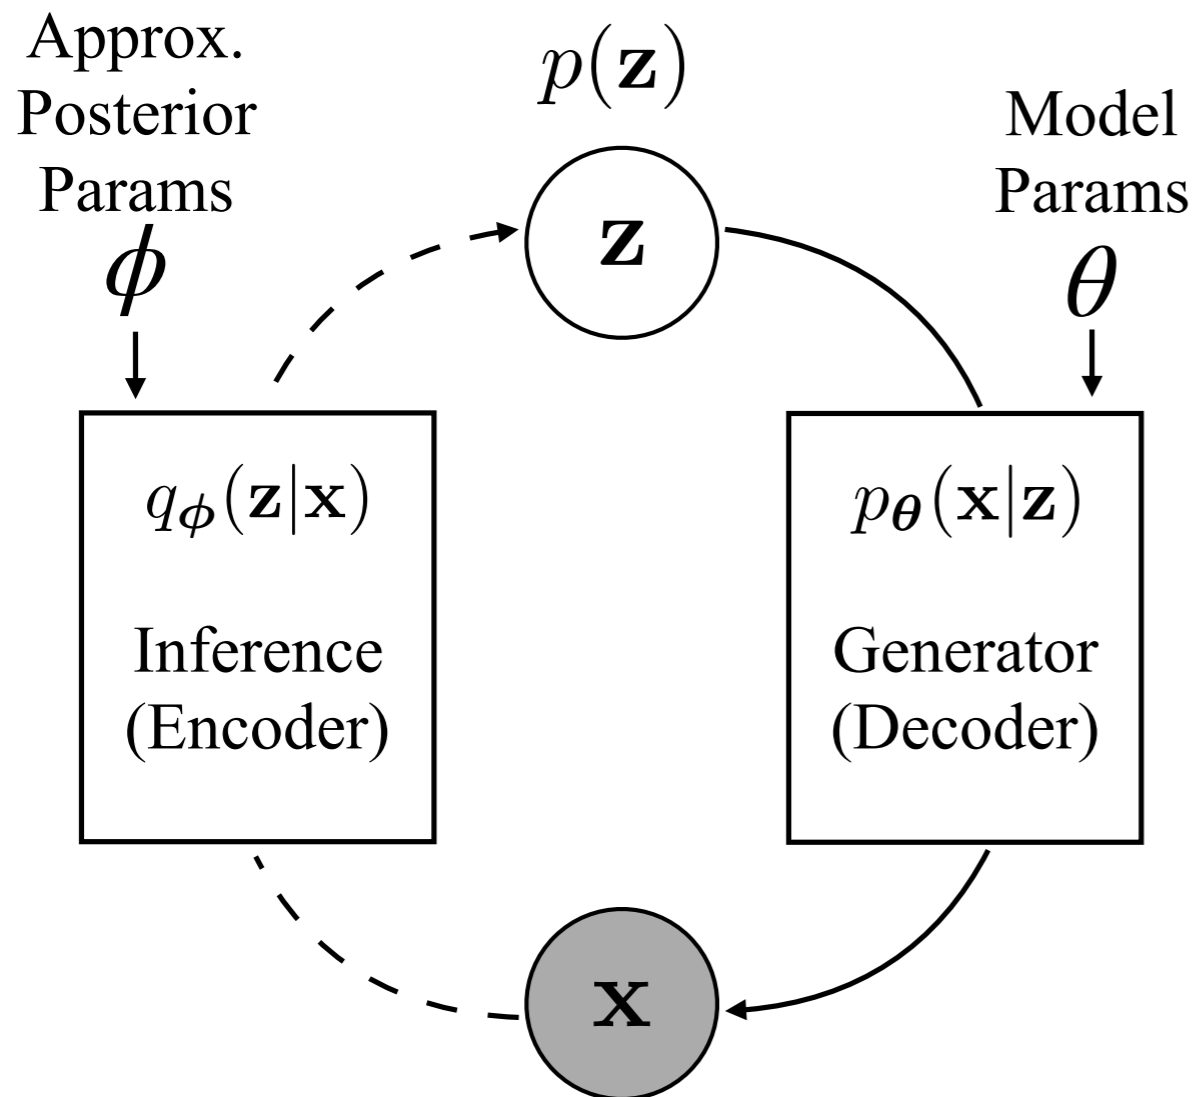 Approx.
Posterior
Params
ϕ
p(𝐳)
𝐳
Model
Params
θ
q_ϕ(𝐳|𝐱)
Inference
(Encoder)
p_θ(𝐱|𝐳)
Generator
(Decoder)
𝐱